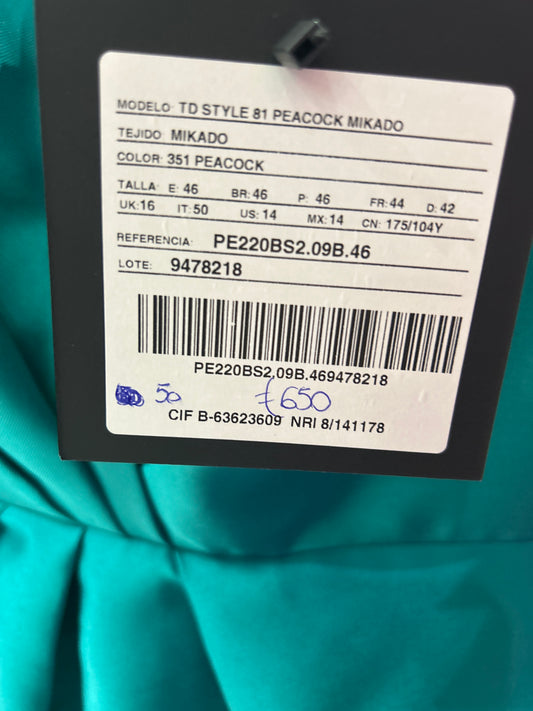 MODELO: TD STYLE 81 PEACOCK MIKADO
TEJIDO: MIKADO
COLOR: 351 PEACOCK
TALLA: E: 46 BR: 46 P: 46 FR: 44 D: 42
UK: 16 IT: 50 US: 14 MX: 14 CN: 175/104Y
REFERENCIA: PE220BS2.09B.46
LOTE: 9478218
PE220BS2.09B.469478218
50 £650
CIF B-63623609 NRI 8/141178